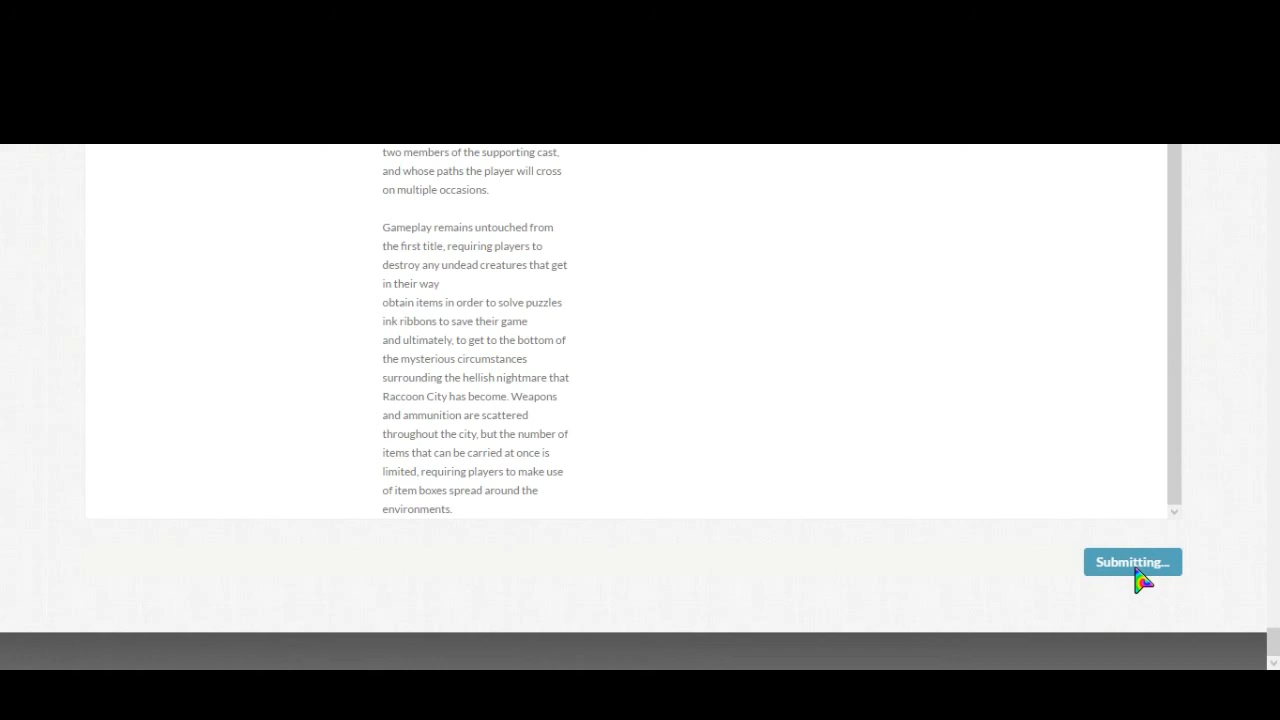 two members of the supporting cast,
and whose paths the player will cross
on multiple occasions.
Gameplay remains untouched from
the first title, requiring players to
destroy any undead creatures that get
in their way
obtain items in order to solve puzzles
ink ribbons to save their game
and ultimately, to get to the bottom of
the mysterious circumstances
surrounding the hellish nightmare that
Raccoon City has become. Weapons
and ammunition are scattered
throughout the city, but the number of
items that can be carried at once is
limited, requiring players to make use
of item boxes spread around the
environments.
Submitting...